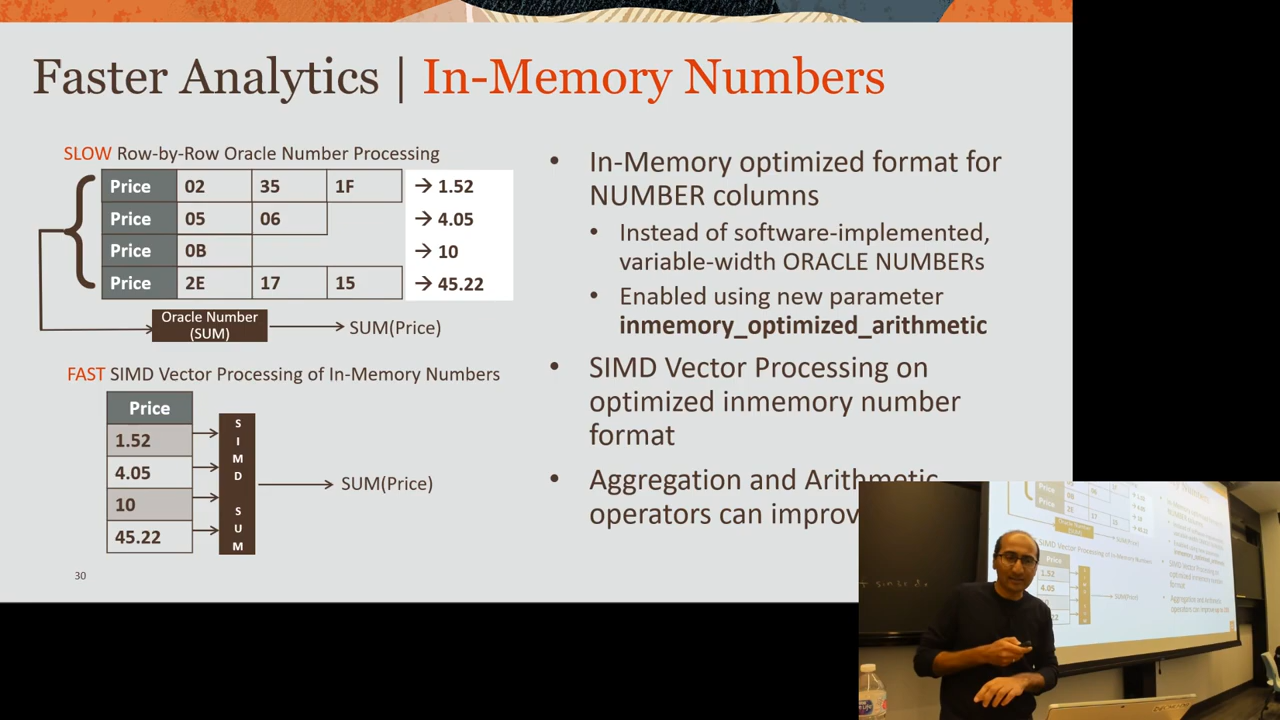 Faster Analytics | In-Memory Numbers
SLOW Row-by-Row Oracle Number Processing
Price 02 35 1F → 1.52
Price 05 06 → 4.05
Price 0B → 10
Price 2E 17 15 → 45.22
Oracle Number
(SUM)
SUM(Price)
FAST SIMD Vector Processing of In-Memory Numbers
Price
1.52
4.05
10
45.22
SIMD SUM
SUM(Price)
30
• In-Memory optimized format for
NUMBER columns
• Instead of software-implemented,
variable-width ORACLE NUMBERs
• Enabled using new parameter
inmemory_optimized_arithmetic
• SIMD Vector Processing on
optimized inmemory number
format
• Aggregation and Arithmetic
operators can improv